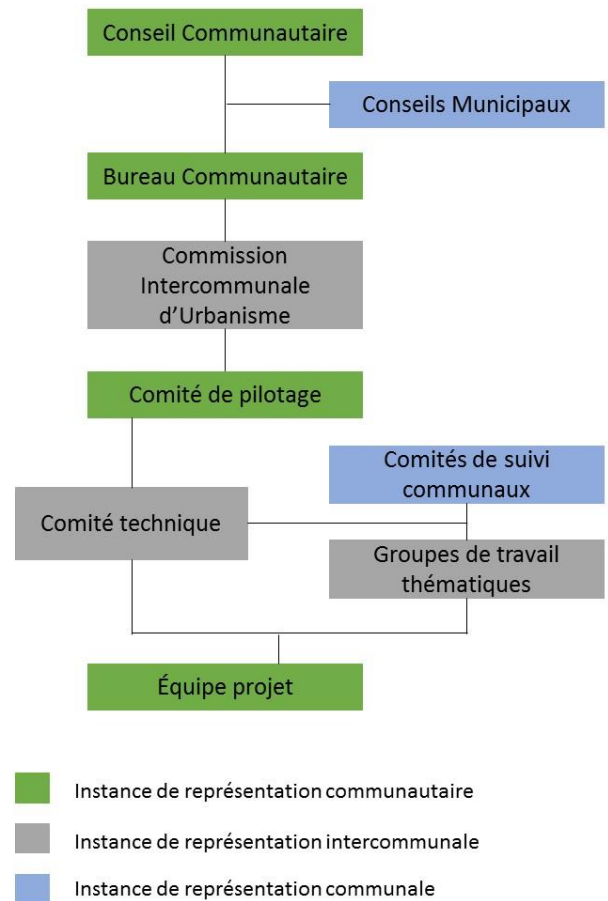 Conseil Communautaire
Conseils Municipaux
Bureau Communautaire
Commission
Intercommunale
d’Urbanisme
Comité de pilotage
Comités de suivi
communaux
Comité technique
Groupes de travail
thématiques
Équipe projet
Instance de représentation communautaire
Instance de représentation intercommunale
Instance de représentation communale